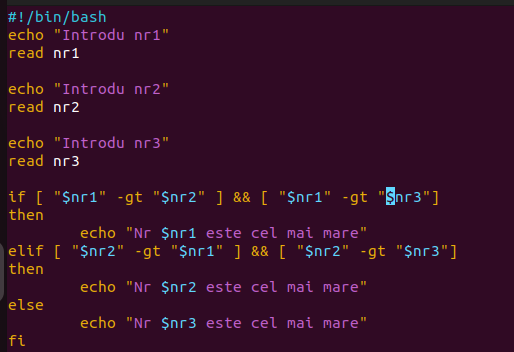 #!/bin/bash
echo "Introdu nr1"
read nr1
echo "Introdu nr2"
read nr2
echo "Introdu nr3"
read nr3
if [ "$nr1" -gt "$nr2" ] && [ "$nr1" -gt "$nr3"]
then
echo "Nr $nr1 este cel mai mare"
elif [ "$nr2" -gt "$nr1" ] && [ "$nr2" -gt "$nr3"]
then
echo "Nr $nr2 este cel mai mare"
else
echo "Nr $nr3 este cel mai mare"
fi